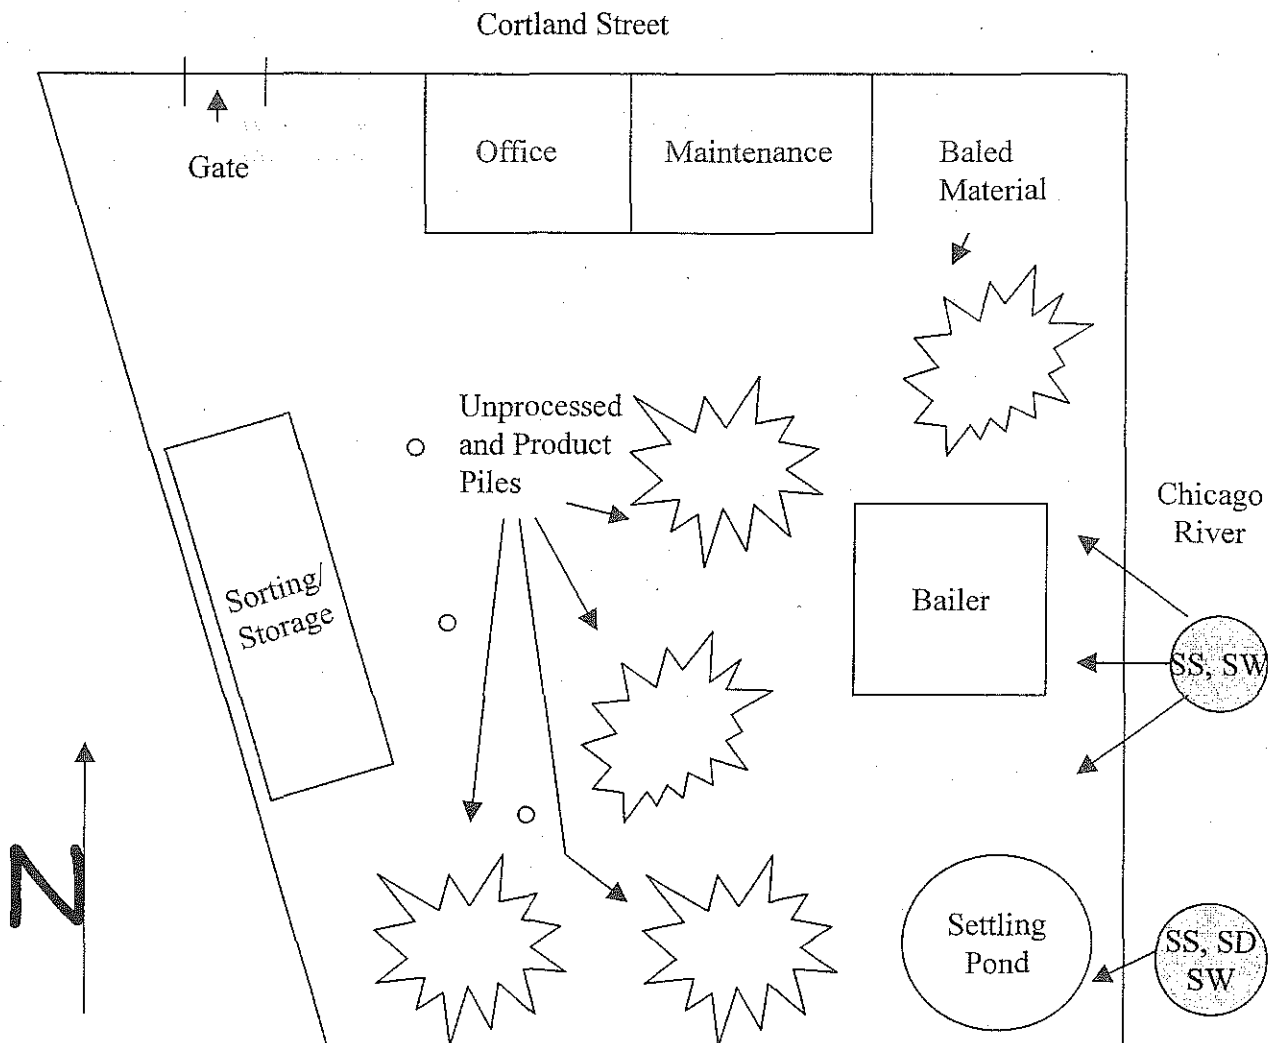 Cortland Street
Gate
Office
Maintenance
Baled
Material
Unprocessed
and Product
Piles
Chicago
River
Sorting/
Storage
Bailer
SS, SW
N
Settling
Pond
SS, SD
SW